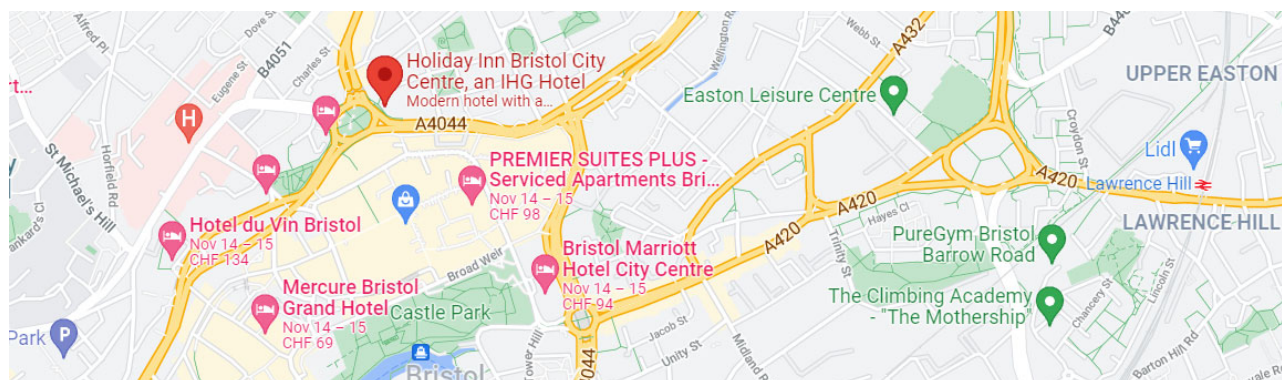 Alfred Pl
Dove St
Eugene St
B4051
Charles St
Holiday Inn Bristol City
Centre, an IHG Hotel
Modern hotel with a...
Wellington Rd
Webb St
A432
UPPER EASTON
Easton Leisure Centre
H
A4044
Croydon St
Lidl
St Michael's Hill
Horfield Rd
PREMIER SUITES PLUS -
Serviced Apartments Bri...
Nov 14 – 15
CHF 98
A420
A420
Lawrence Hill
LAWRENCE HILL
Hotel du Vin Bristol
Nov 14 – 15
CHF 134
Hayes Cl
A420
Trinity St
PureGym Bristol
Barrow Road
Broad Weir
Bristol Marriott
Hotel City Centre
Nov 14 – 15
CHF 94
Mercure Bristol
Grand Hotel
Nov 14 – 15
CHF 69
Castle Park
The Climbing Academy
- "The Mothership"
Chancery St
Lincoln St
Park
P
Tower Hill
Jacob St
Unity St
Midland Rd
Barton Hill Rd
Bristol
4044